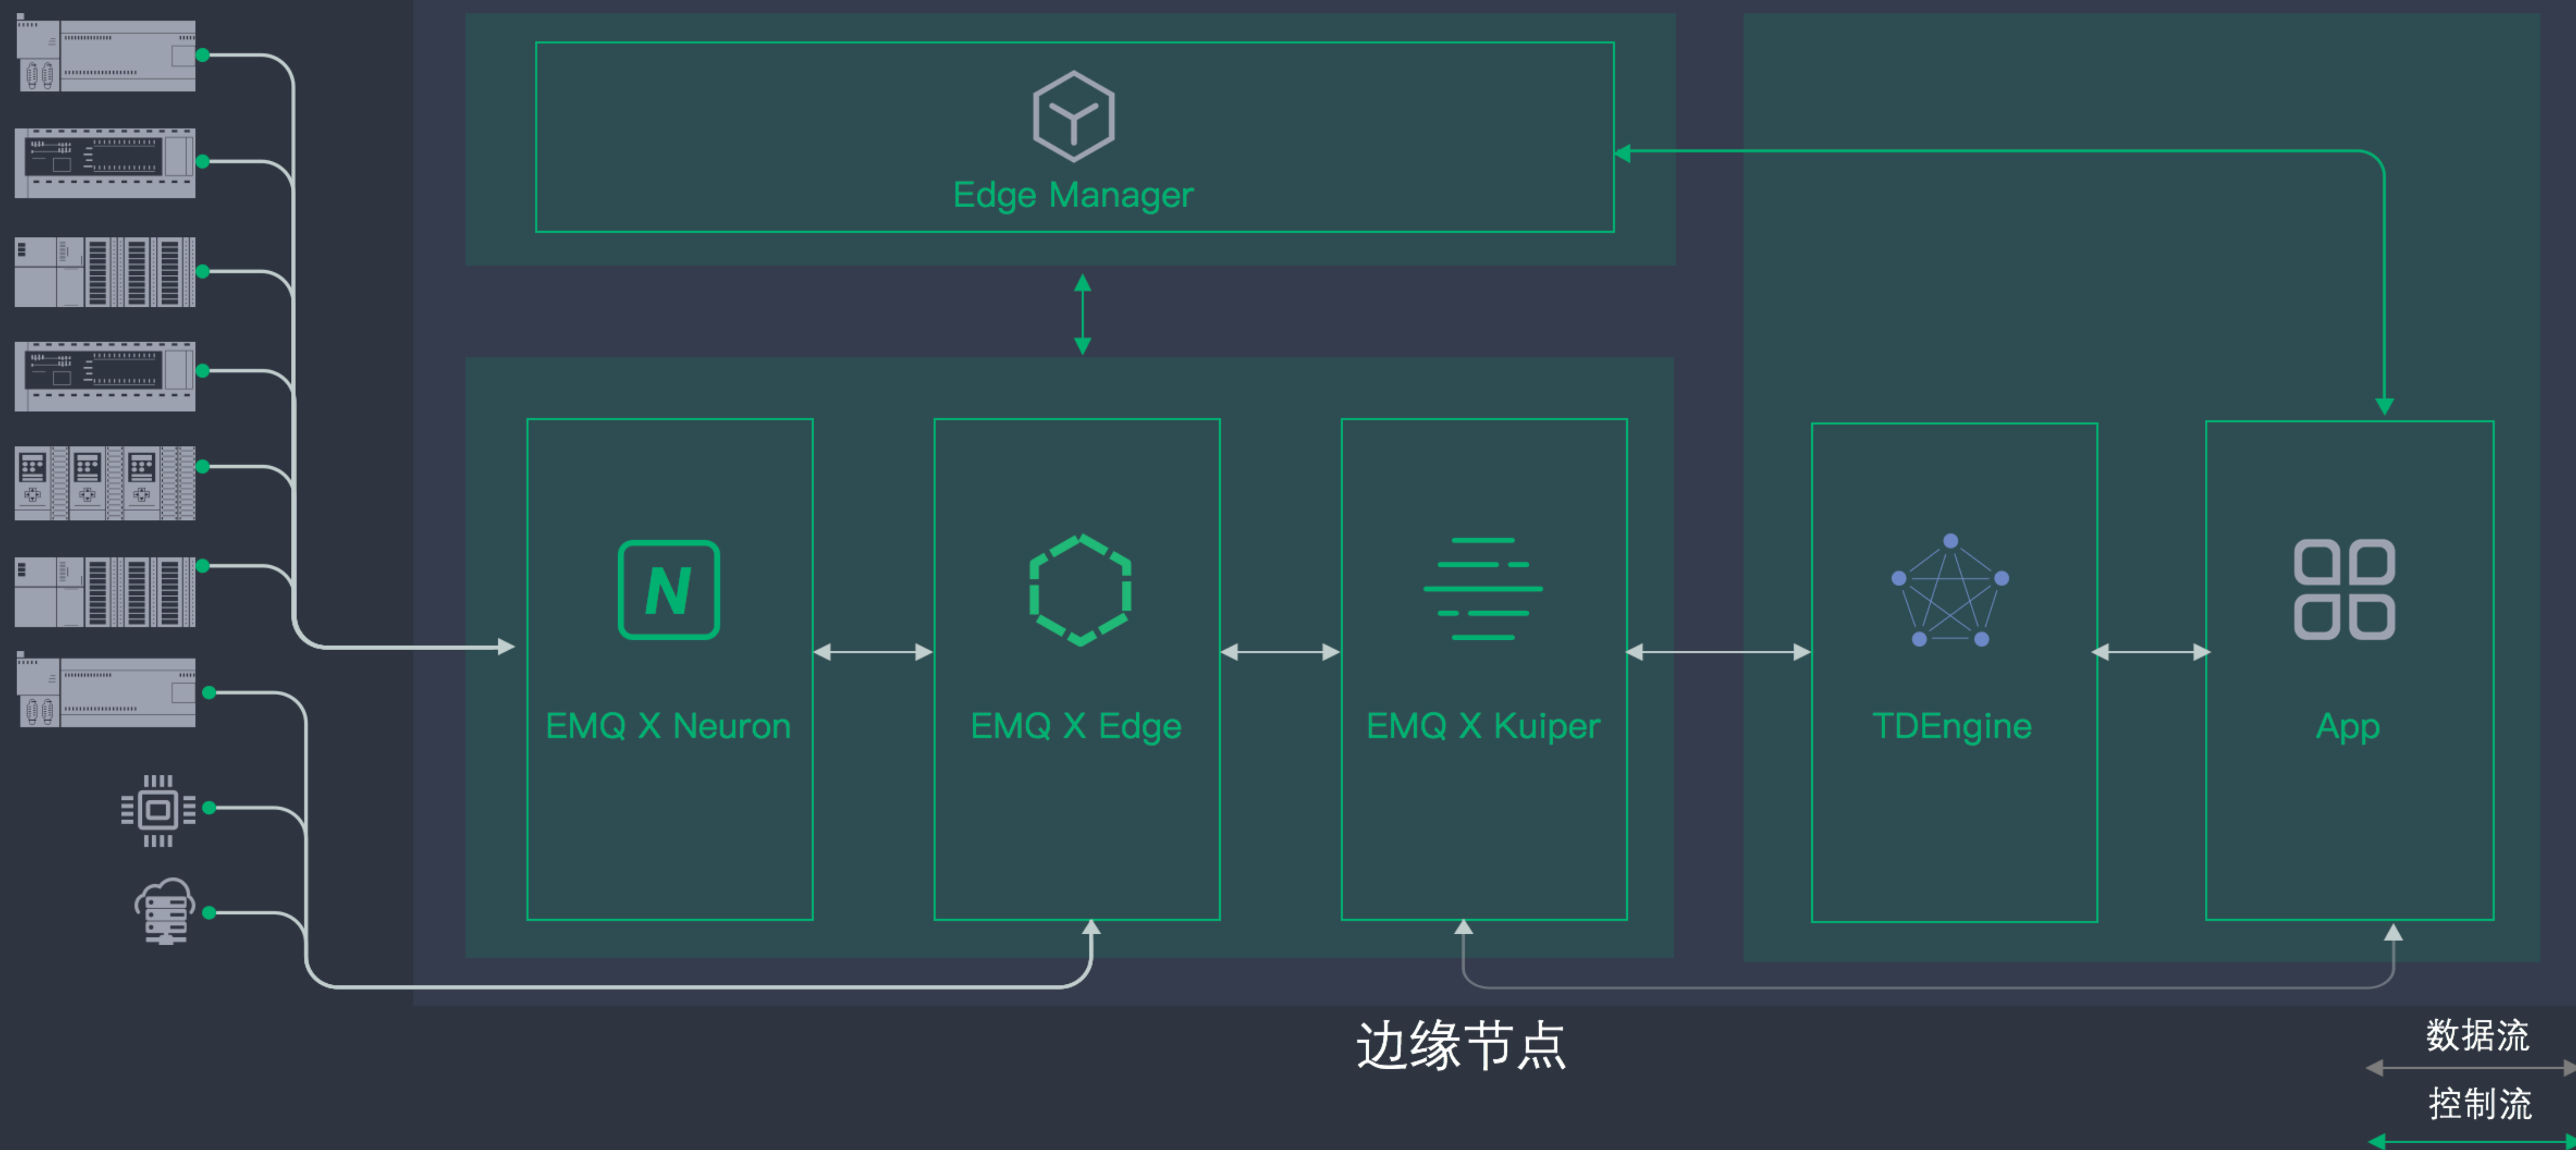 Edge Manager
N
EMQ X Neuron
EMQ X Edge
EMQ X Kuiper
TDEngine
App
边缘节点
数据流
控制流